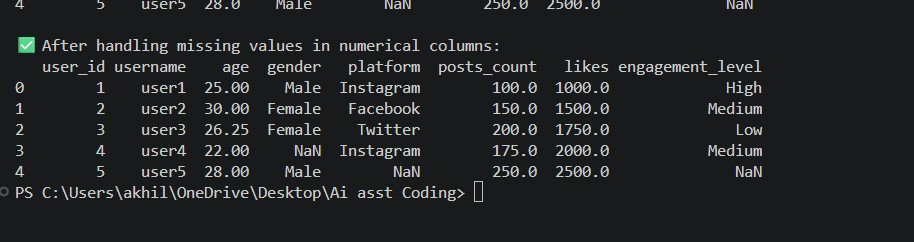 4 5 user5 28.0 Male NaN 250.0 2500.0 NaN
✅ After handling missing values in numerical columns:
user_id username age gender platform posts_count likes engagement_level
0 1 user1 25.00 Male Instagram 100.0 1000.0 High
1 2 user2 30.00 Female Facebook 150.0 1500.0 Medium
2 3 user3 26.25 Female Twitter 200.0 1750.0 Low
3 4 user4 22.00 NaN Instagram 175.0 2000.0 Medium
4 5 user5 28.00 Male NaN 250.0 2500.0 NaN
PS C:\Users\akhil\OneDrive\Desktop\Ai asst Coding>